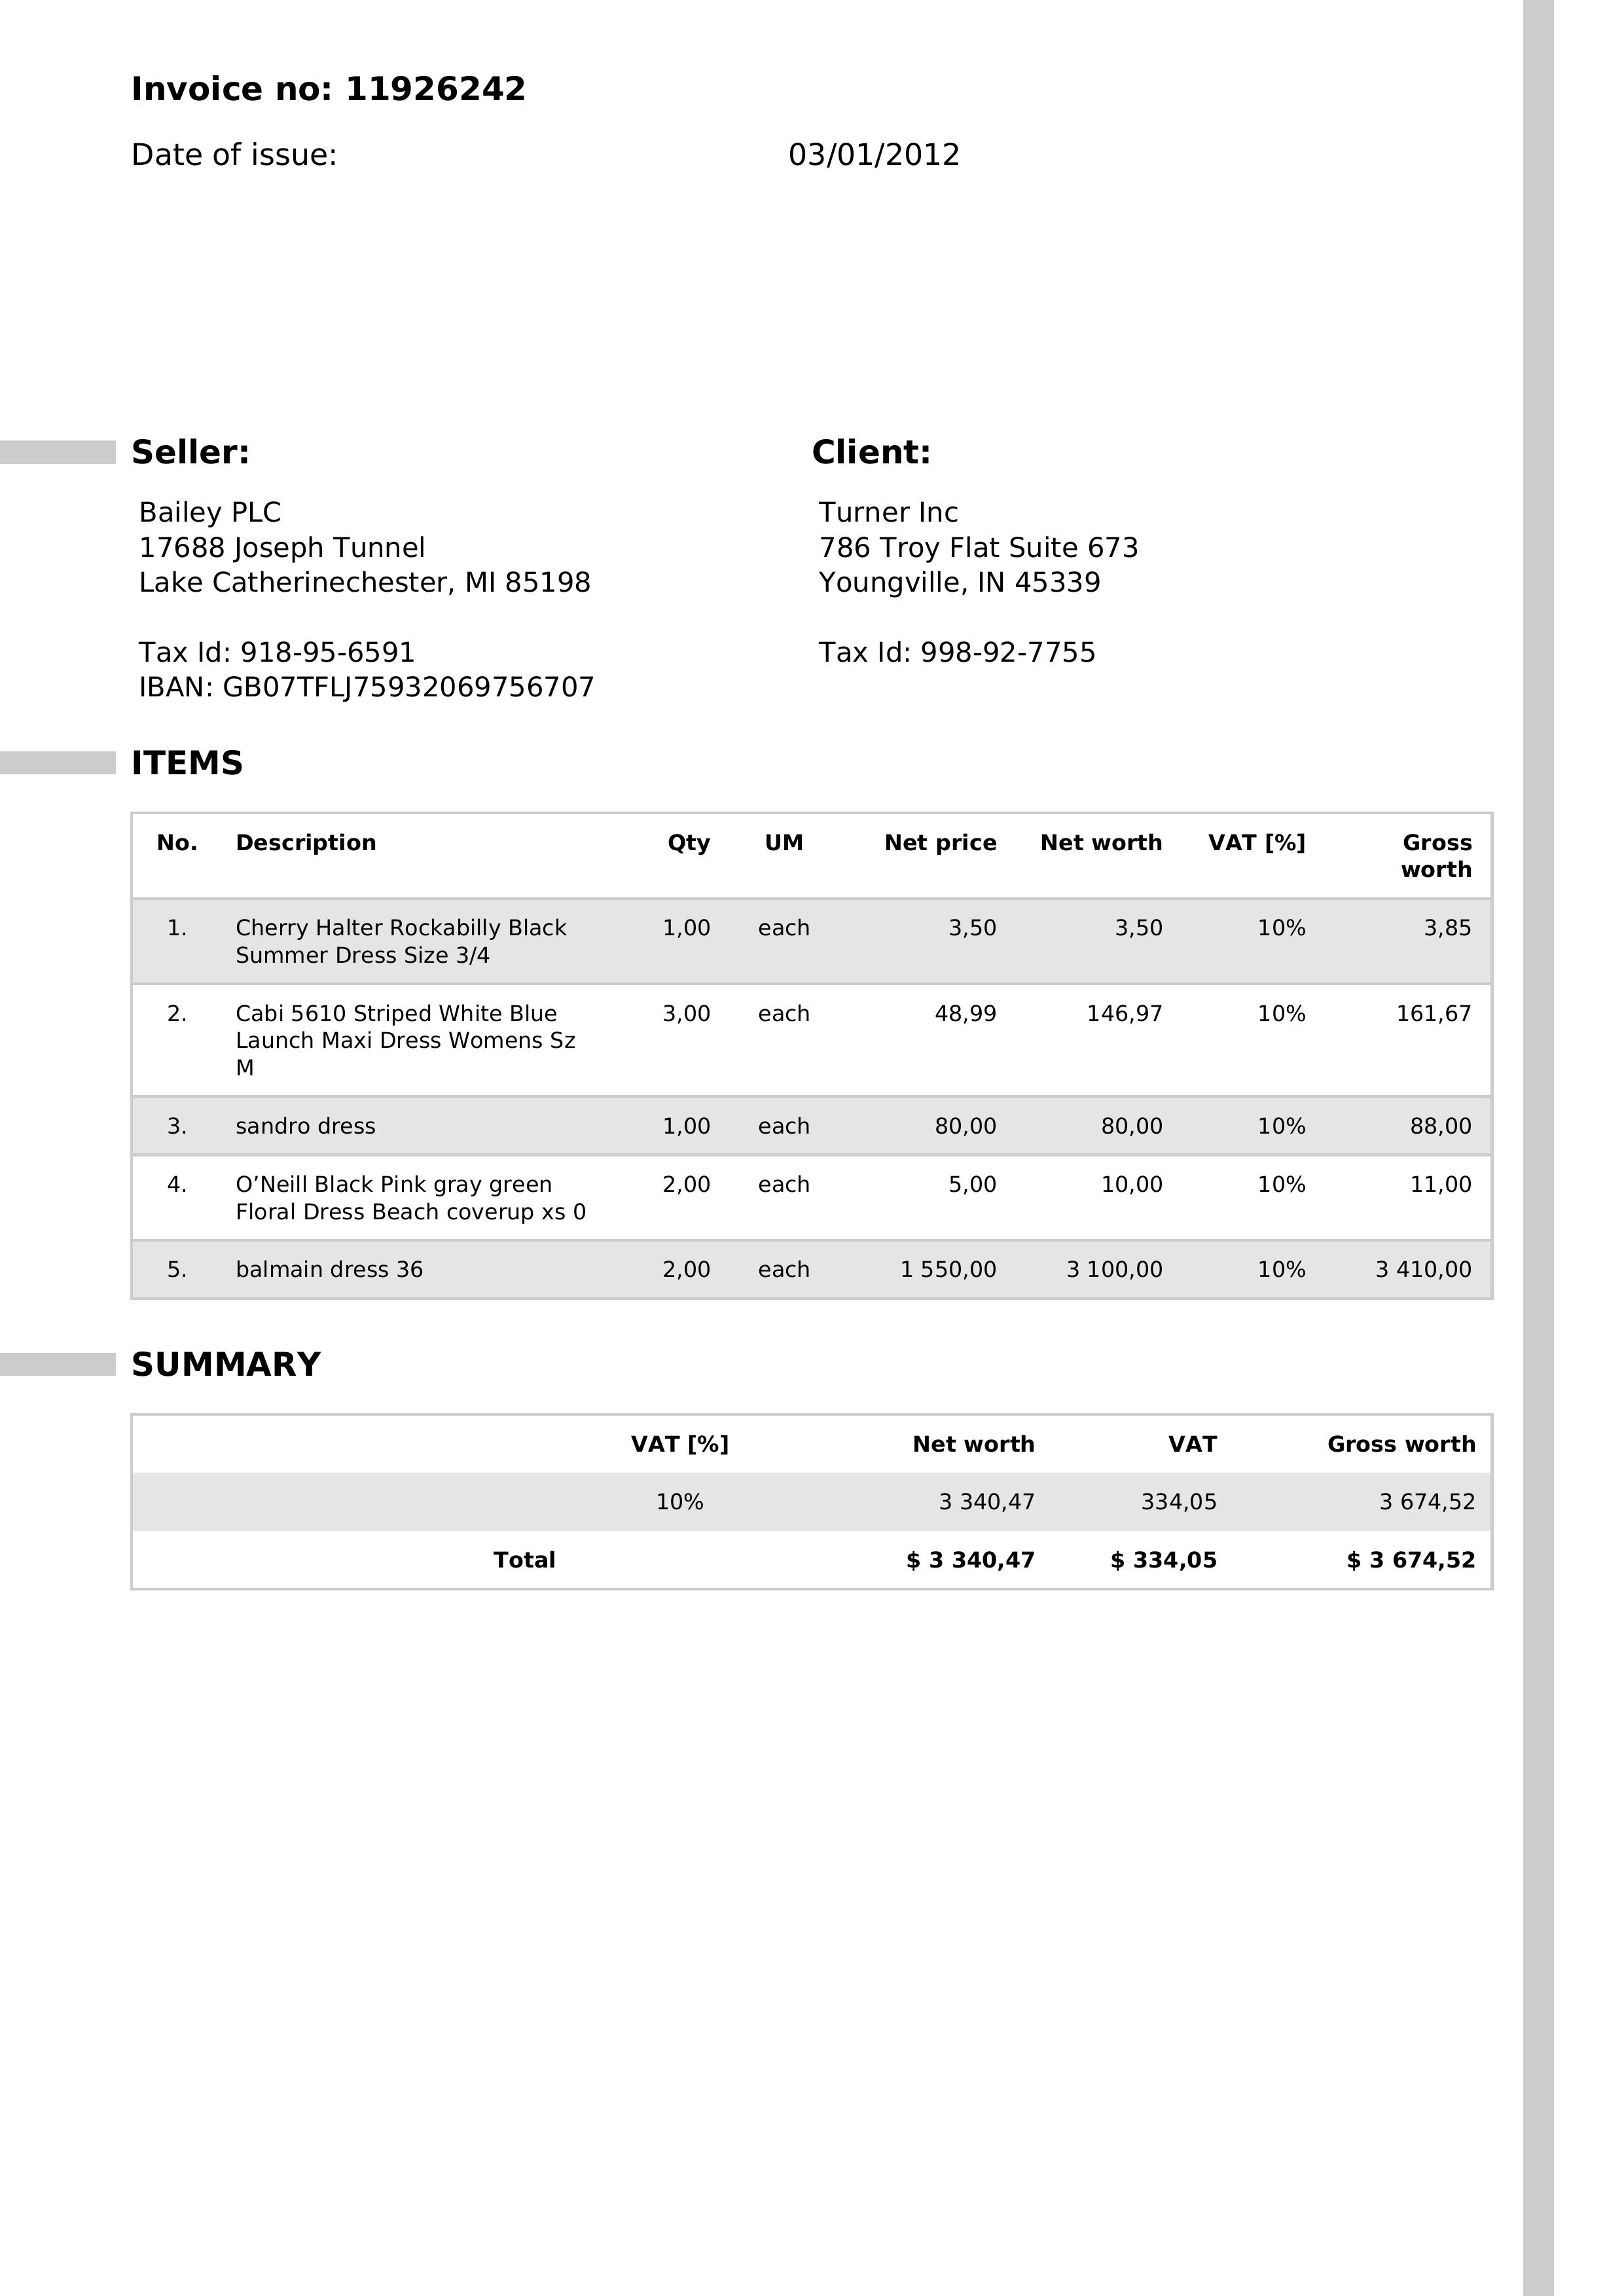 Invoice no: 11926242
Date of issue: 03/01/2012
Seller:
Bailey PLC
17688 Joseph Tunnel
Lake Catherinechester, MI 85198
Tax Id: 918-95-6591
IBAN: GB07TFLJ75932069756707
Client:
Turner Inc
786 Troy Flat Suite 673
Youngville, IN 45339
Tax Id: 998-92-7755
ITEMS
No. Description Qty UM Net price Net worth VAT [%] Gross
worth
1. Cherry Halter Rockabilly Black 1,00 each 3,50 3,50 10% 3,85
Summer Dress Size 3/4
2. Cabi 5610 Striped White Blue 3,00 each 48,99 146,97 10% 161,67
Launch Maxi Dress Womens Sz
M
3. sandro dress 1,00 each 80,00 80,00 10% 88,00
4. O’Neill Black Pink gray green 2,00 each 5,00 10,00 10% 11,00
Floral Dress Beach coverup xs 0
5. balmain dress 36 2,00 each 1 550,00 3 100,00 10% 3 410,00
SUMMARY
VAT [%] Net worth VAT Gross worth
10% 3 340,47 334,05 3 674,52
Total $ 3 340,47 $ 334,05 $ 3 674,52